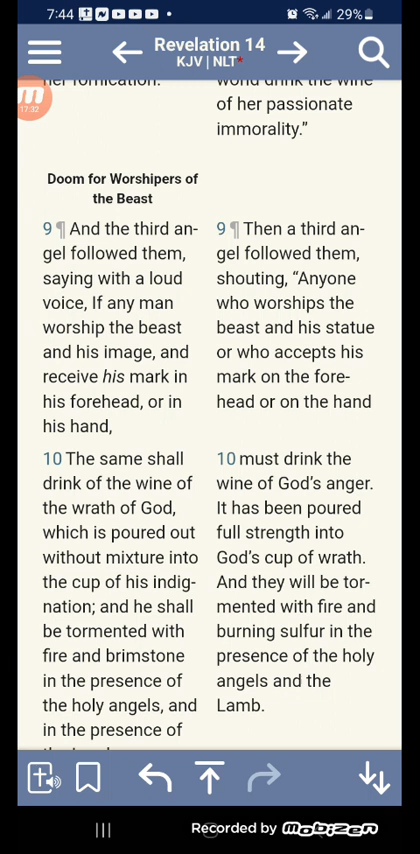 7:44
29%
Revelation 14
KJV | NLT*
17:32
her fornication.
world drink the wine
of her passionate
immorality.”
Doom for Worshipers of
the Beast
9 ¶ And the third an-
gel followed them,
saying with a loud
voice, If any man
worship the beast
and his image, and
receive his mark in
his forehead, or in
his hand,
9 ¶ Then a third an-
gel followed them,
shouting, “Anyone
who worships the
beast and his statue
or who accepts his
mark on the fore-
head or on the hand
10 The same shall
drink of the wine of
the wrath of God,
which is poured out
without mixture into
the cup of his indig-
nation; and he shall
be tormented with
fire and brimstone
in the presence of
the holy angels, and
in the presence of
10 must drink the
wine of God’s anger.
It has been poured
full strength into
God’s cup of wrath.
And they will be tor-
mented with fire and
burning sulfur in the
presence of the holy
angels and the
Lamb.
Recorded by Mobizen